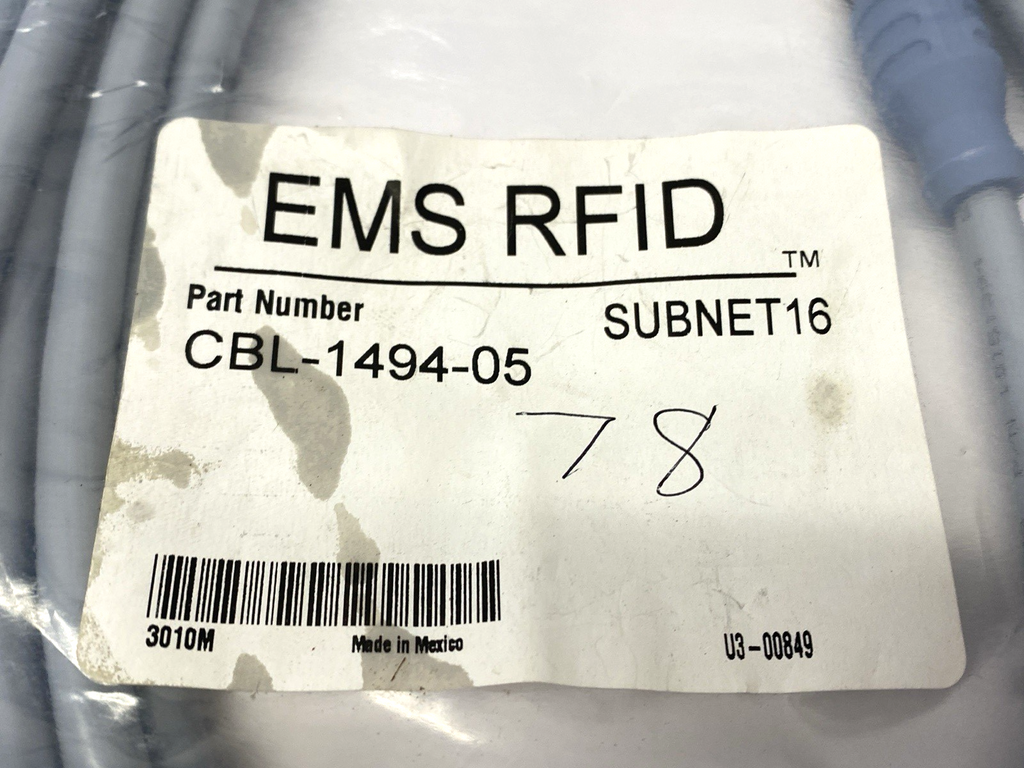 EMS RFID
TM
Part Number
SUBNET16
CBL-1494-05
78
3010M
Made in Mexico
U3-00849